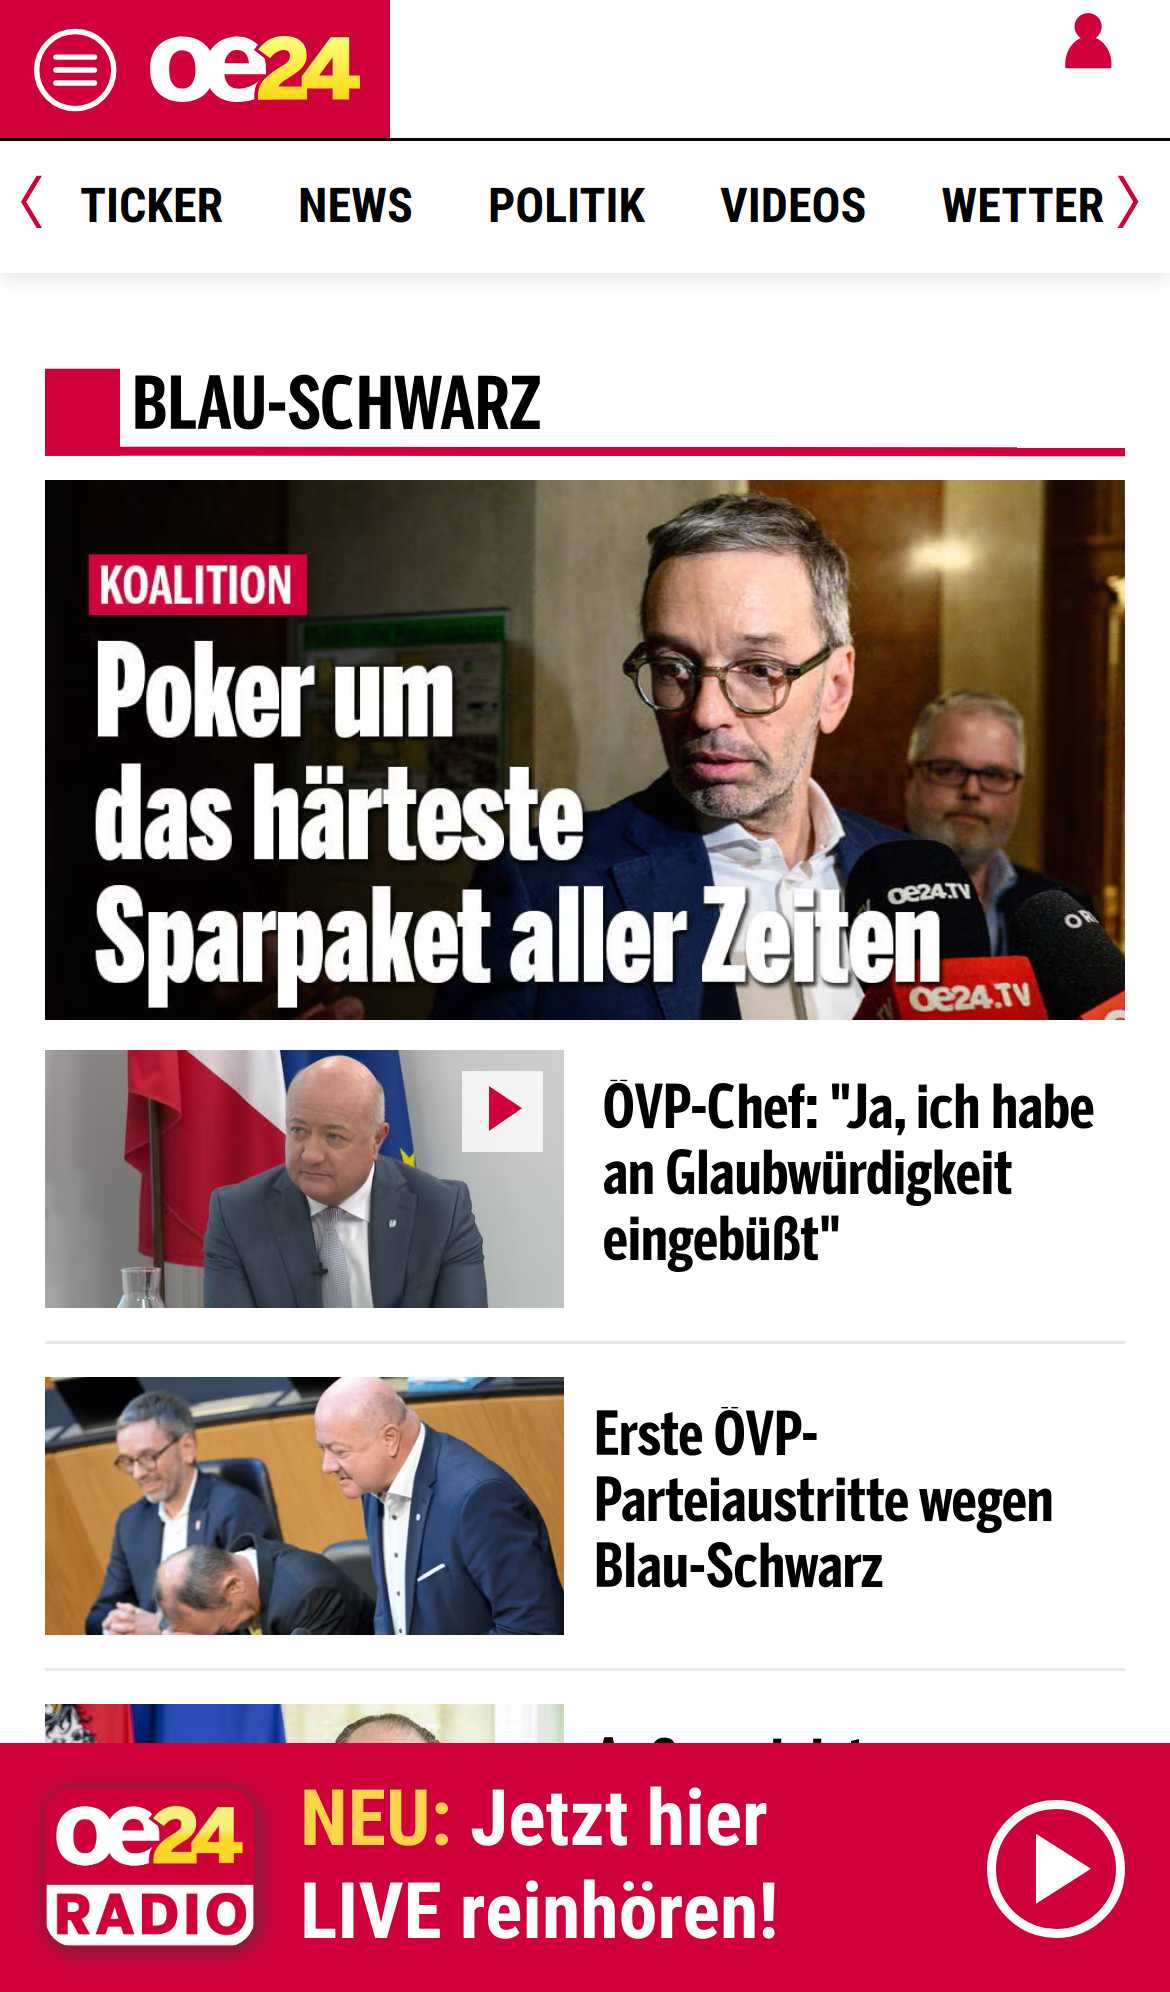 oe24
TICKER NEWS POLITIK VIDEOS WETTER
BLAU-SCHWARZ
KOALITION
Poker um
das härteste
Sparpaket aller Zeiten
oe24.TV
oe24.TV
ÖVP-Chef: "Ja, ich habe
an Glaubwürdigkeit
eingebüßt"
Erste ÖVP-
Parteiaustritte wegen
Blau-Schwarz
oe24
RADIO
NEU: Jetzt hier
LIVE reinhören!